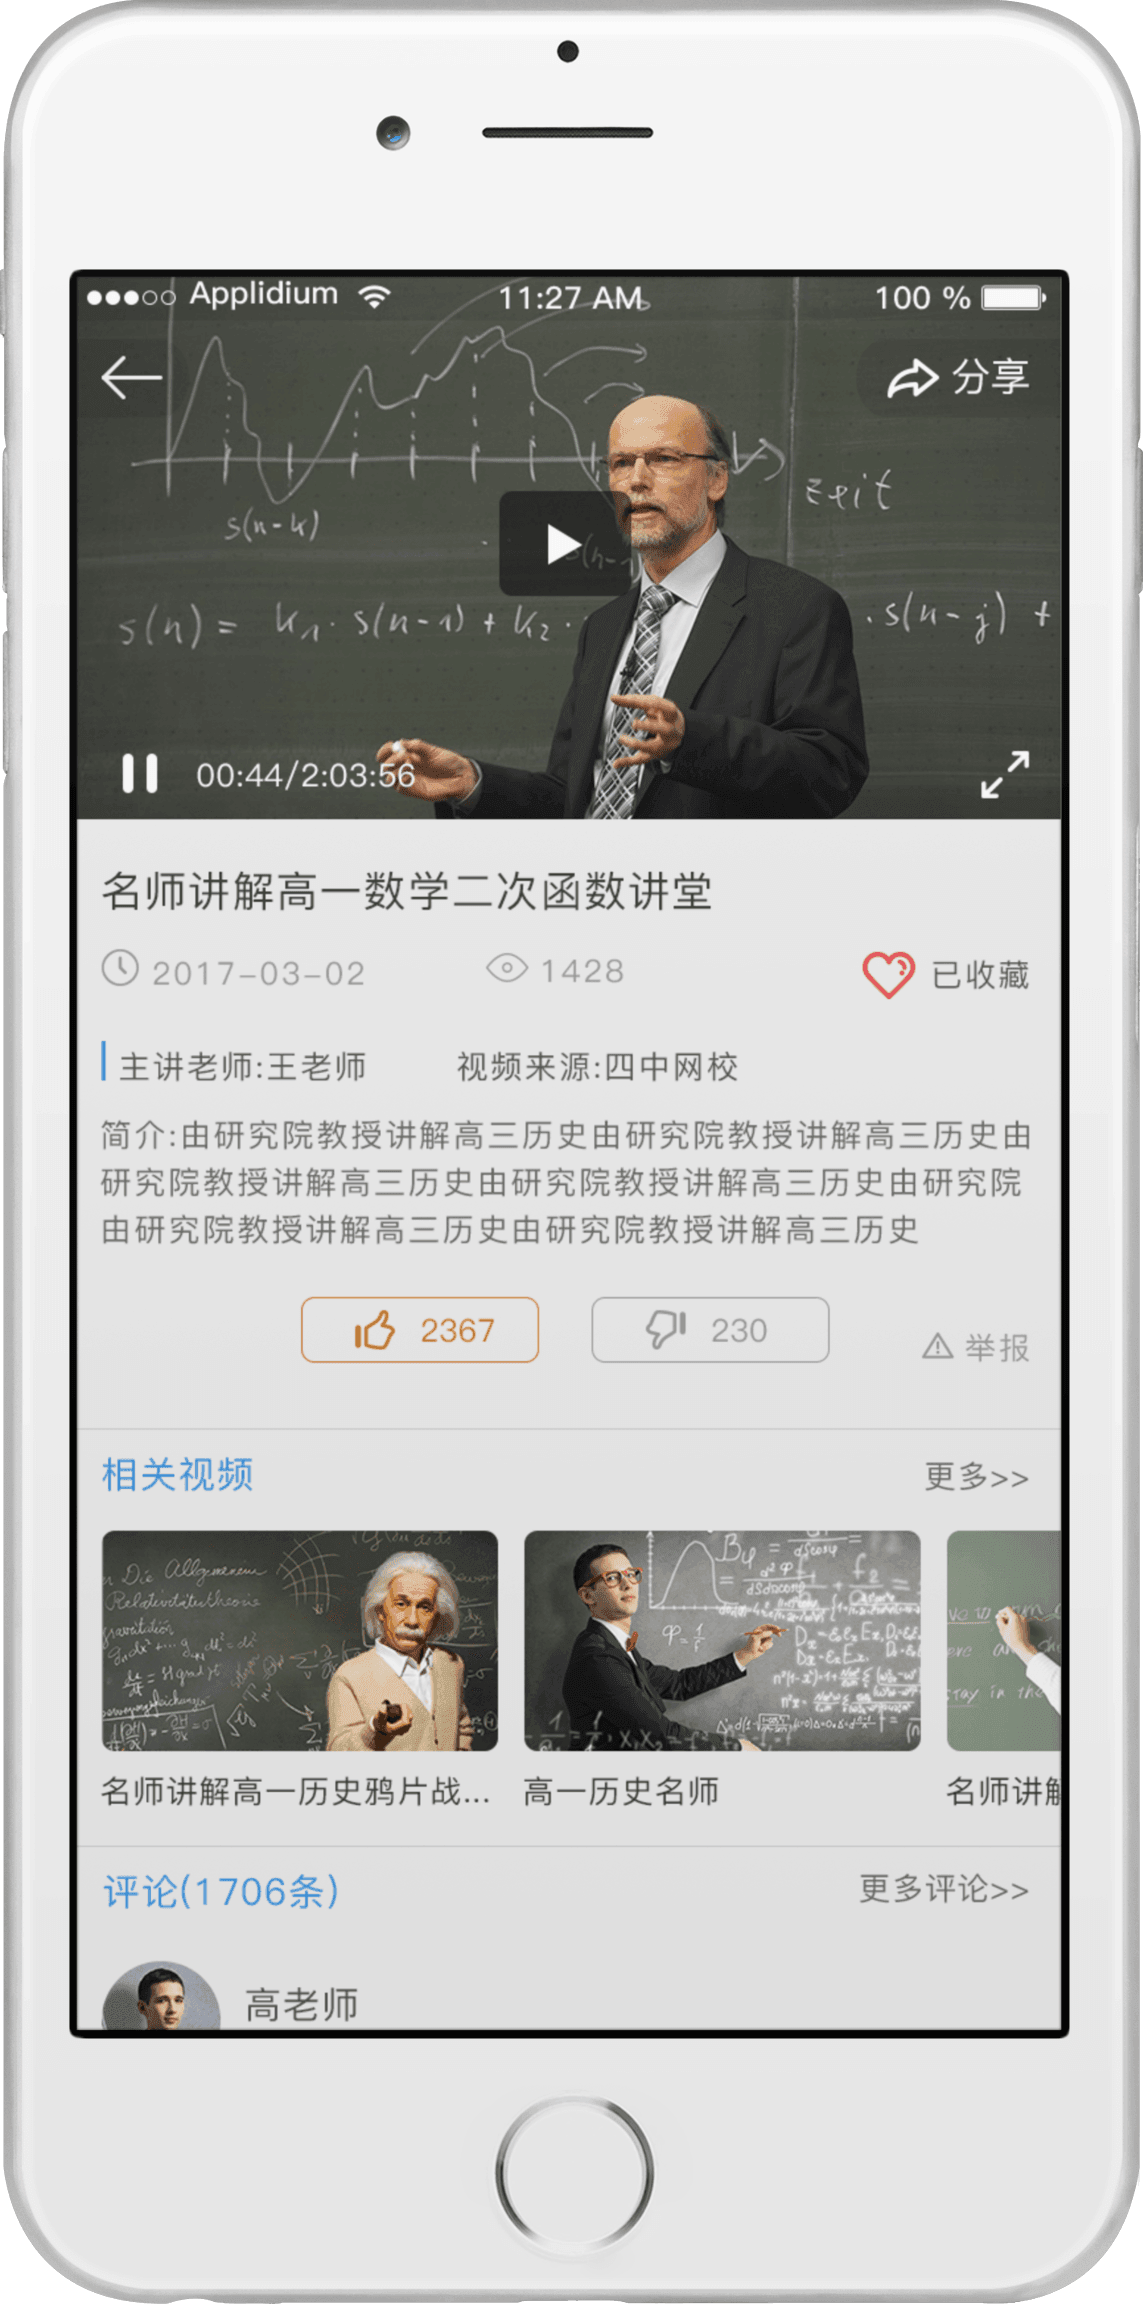 Applidium 11:27 AM 100 %
分享
Exit
s(n-k)
s(n) = k₁· s(n-1) + k₂ · · s(n-j) +
00:44/2:03:56
名师讲解高一数学二次函数讲堂
2017-03-02 1428 已收藏
主讲老师:王老师 视频来源:四中网校
简介:由研究院教授讲解高三历史由研究院教授讲解高三历史由
研究院教授讲解高三历史由研究院教授讲解高三历史由研究院
由研究院教授讲解高三历史由研究院教授讲解高三历史
2367 230 举报
相关视频 更多>>
Die Allgemeine
Relativitätstheorie
名师讲解高一历史鸦片战... 高一历史名师 名师讲解
评论(1706条) 更多评论>>
高老师